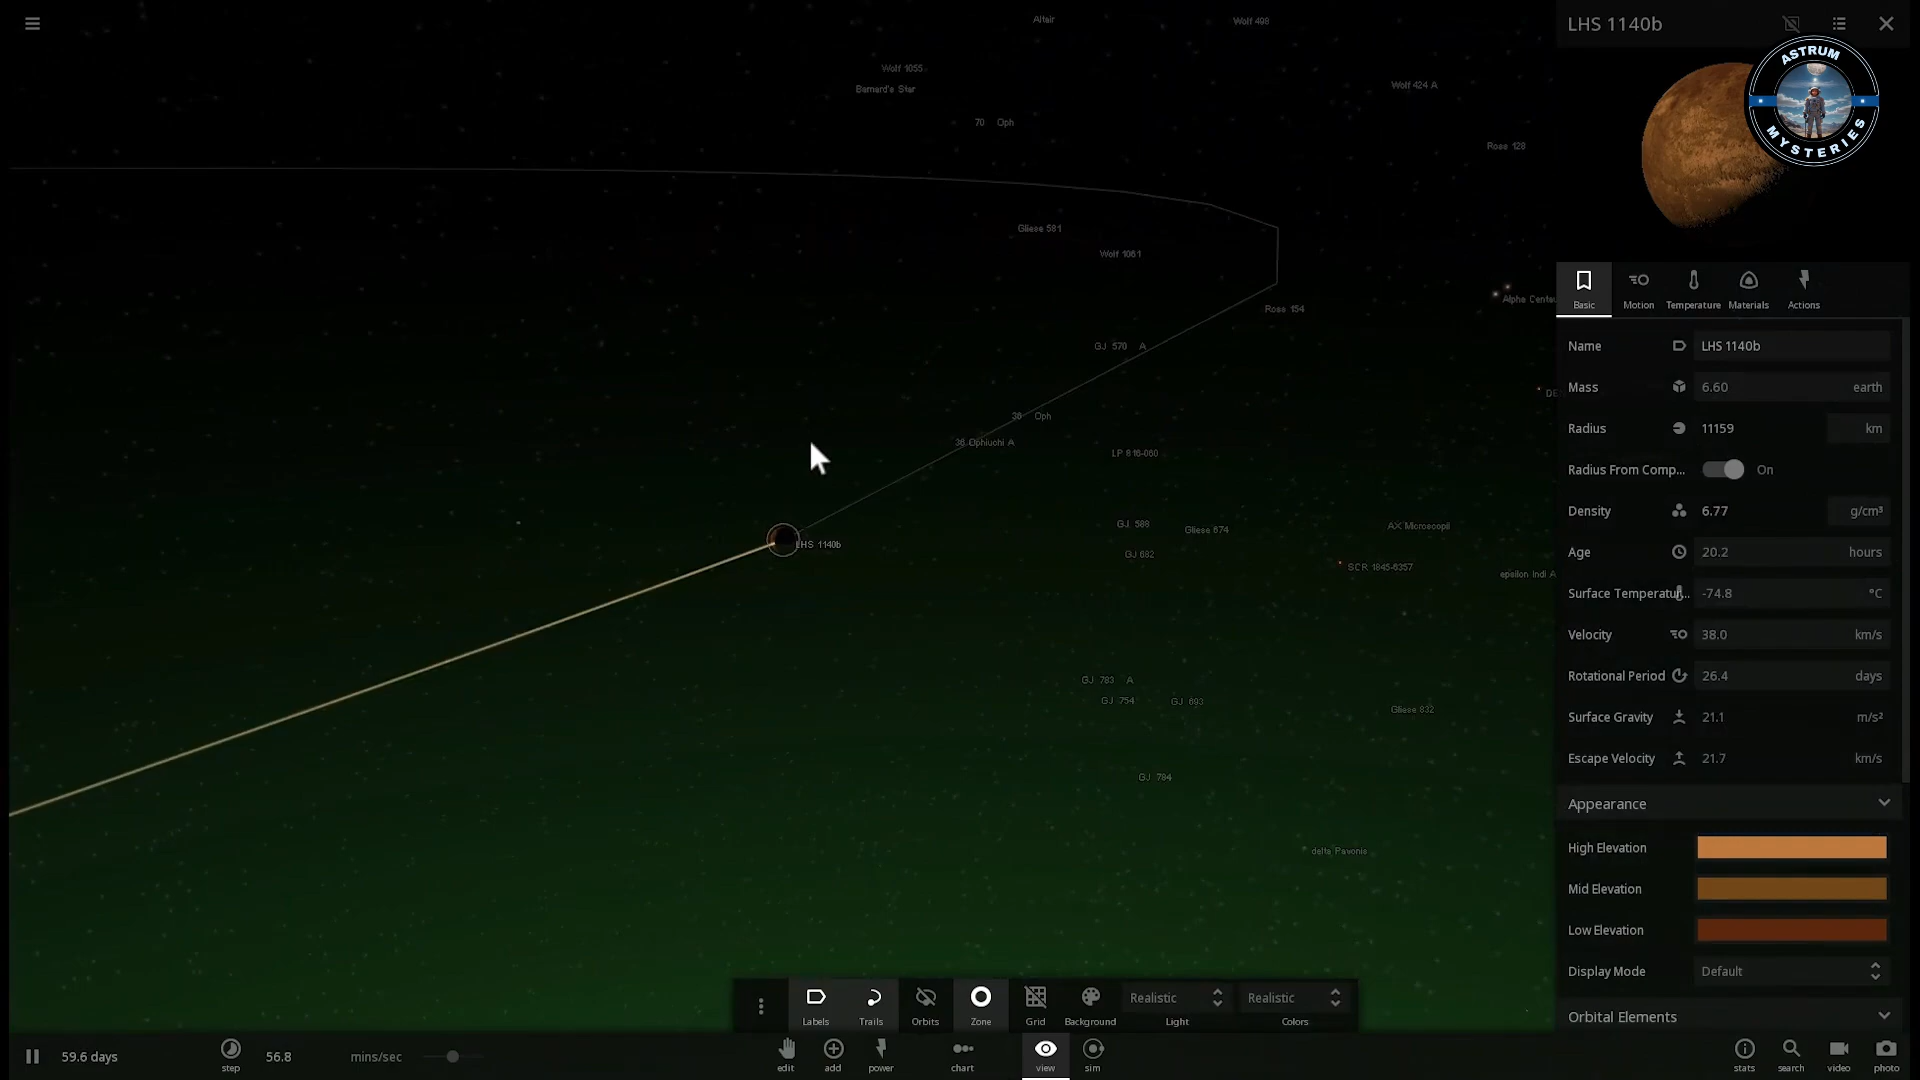 LHS 1140b
ASTRUM
MYSTERIES
Altair
Wolf 498
Wolf 1055
Barnard's Star
Wolf 424 A
70 Oph
Ross 128
Gliese 581
Wolf 1061
Alpha Centau
Ross 154
GJ 570 A
36 Oph
36 Ophiuchi A
LP 816-060
GJ 588
Gliese 674
AX Microscopii
GJ 682
LHS 1140b
SCR 1845-6357
epsilon Indi A
GJ 783 A
GJ 754
GJ 693
Gliese 832
GJ 784
delta Pavonis
Basic
Motion
Temperature
Materials
Actions
Name LHS 1140b
Mass 6.60 earth
Radius 11159 km
Radius From Comp... On
Density 6.77 g/cm³
Age 20.2 hours
Surface Temperatur... -74.8 °C
Velocity 38.0 km/s
Rotational Period 26.4 days
Surface Gravity 21.1 m/s²
Escape Velocity 21.7 km/s
Appearance
High Elevation
Mid Elevation
Low Elevation
Display Mode Default
Orbital Elements
Labels
Trails
Orbits
Zone
Grid
Background
Realistic
Light
Realistic
Colors
59.6 days
step
56.8 mins/sec
edit
add
power
chart
view
sim
stats
search
video
photo